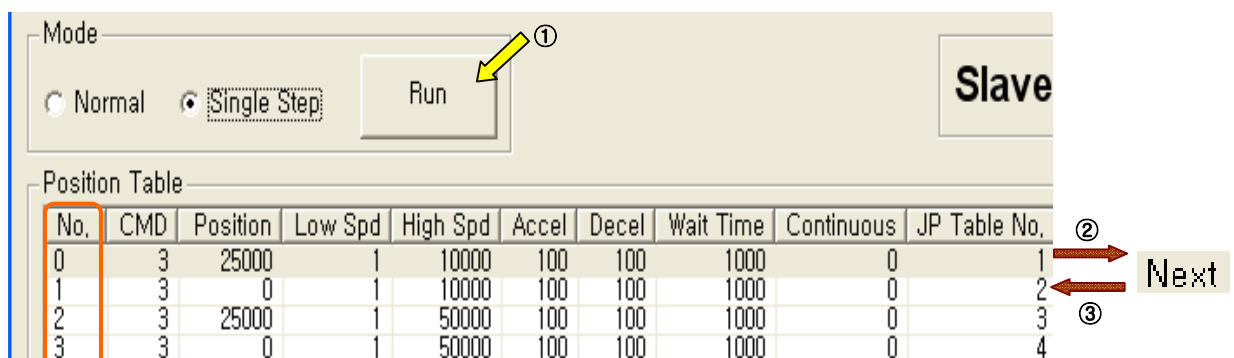 Mode
①
Normal Single Step Run
Slave
Position Table
No. CMD Position Low Spd High Spd Accel Decel Wait Time Continuous JP Table No.
②
0 3 25000 1 10000 100 100 1000 0 1
Next
1 3 0 1 10000 100 100 1000 0 2
③
2 3 25000 1 50000 100 100 1000 0 3
3 3 0 1 50000 100 100 1000 0 4